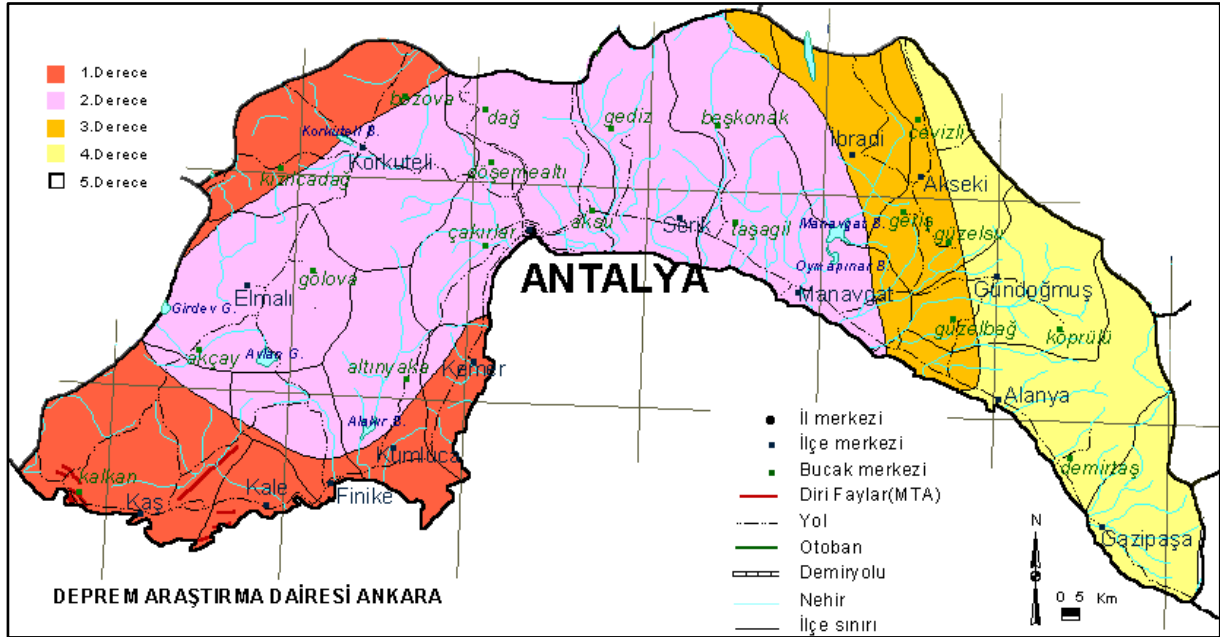 1.Derece
2.Derece
3.Derece
4.Derece
5.Derece
bozova
dağ
gediz
beşkonak
cevizli
Korkuteli B.
Korkuteli
İbradi
kızılcadağ
döşemealtı
Akseki
çakırlar
aksu
Serik
taşagil
Manavgat B.
geriş
güzelsu
ANTALYA
gölova
Elmalı
Oymapınar B.
Manavgat
Gündoğmuş
Girdev G.
akçay
Avlan G.
altınyaka
Kemer
güzelbağ
köprülü
Alakır B.
Kumluca
Alanya
kalkan
Kaş
Kale
Finike
demirtaş
Gazipaşa
İl merkezi
İlçe merkezi
Bucak merkezi
Diri Faylar(MTA)
Yol
Otoban
Demiryolu
Nehir
İlçe sınırı
N
0 5 Km
DEPREM ARAŞTIRMA DAİRESİ ANKARA